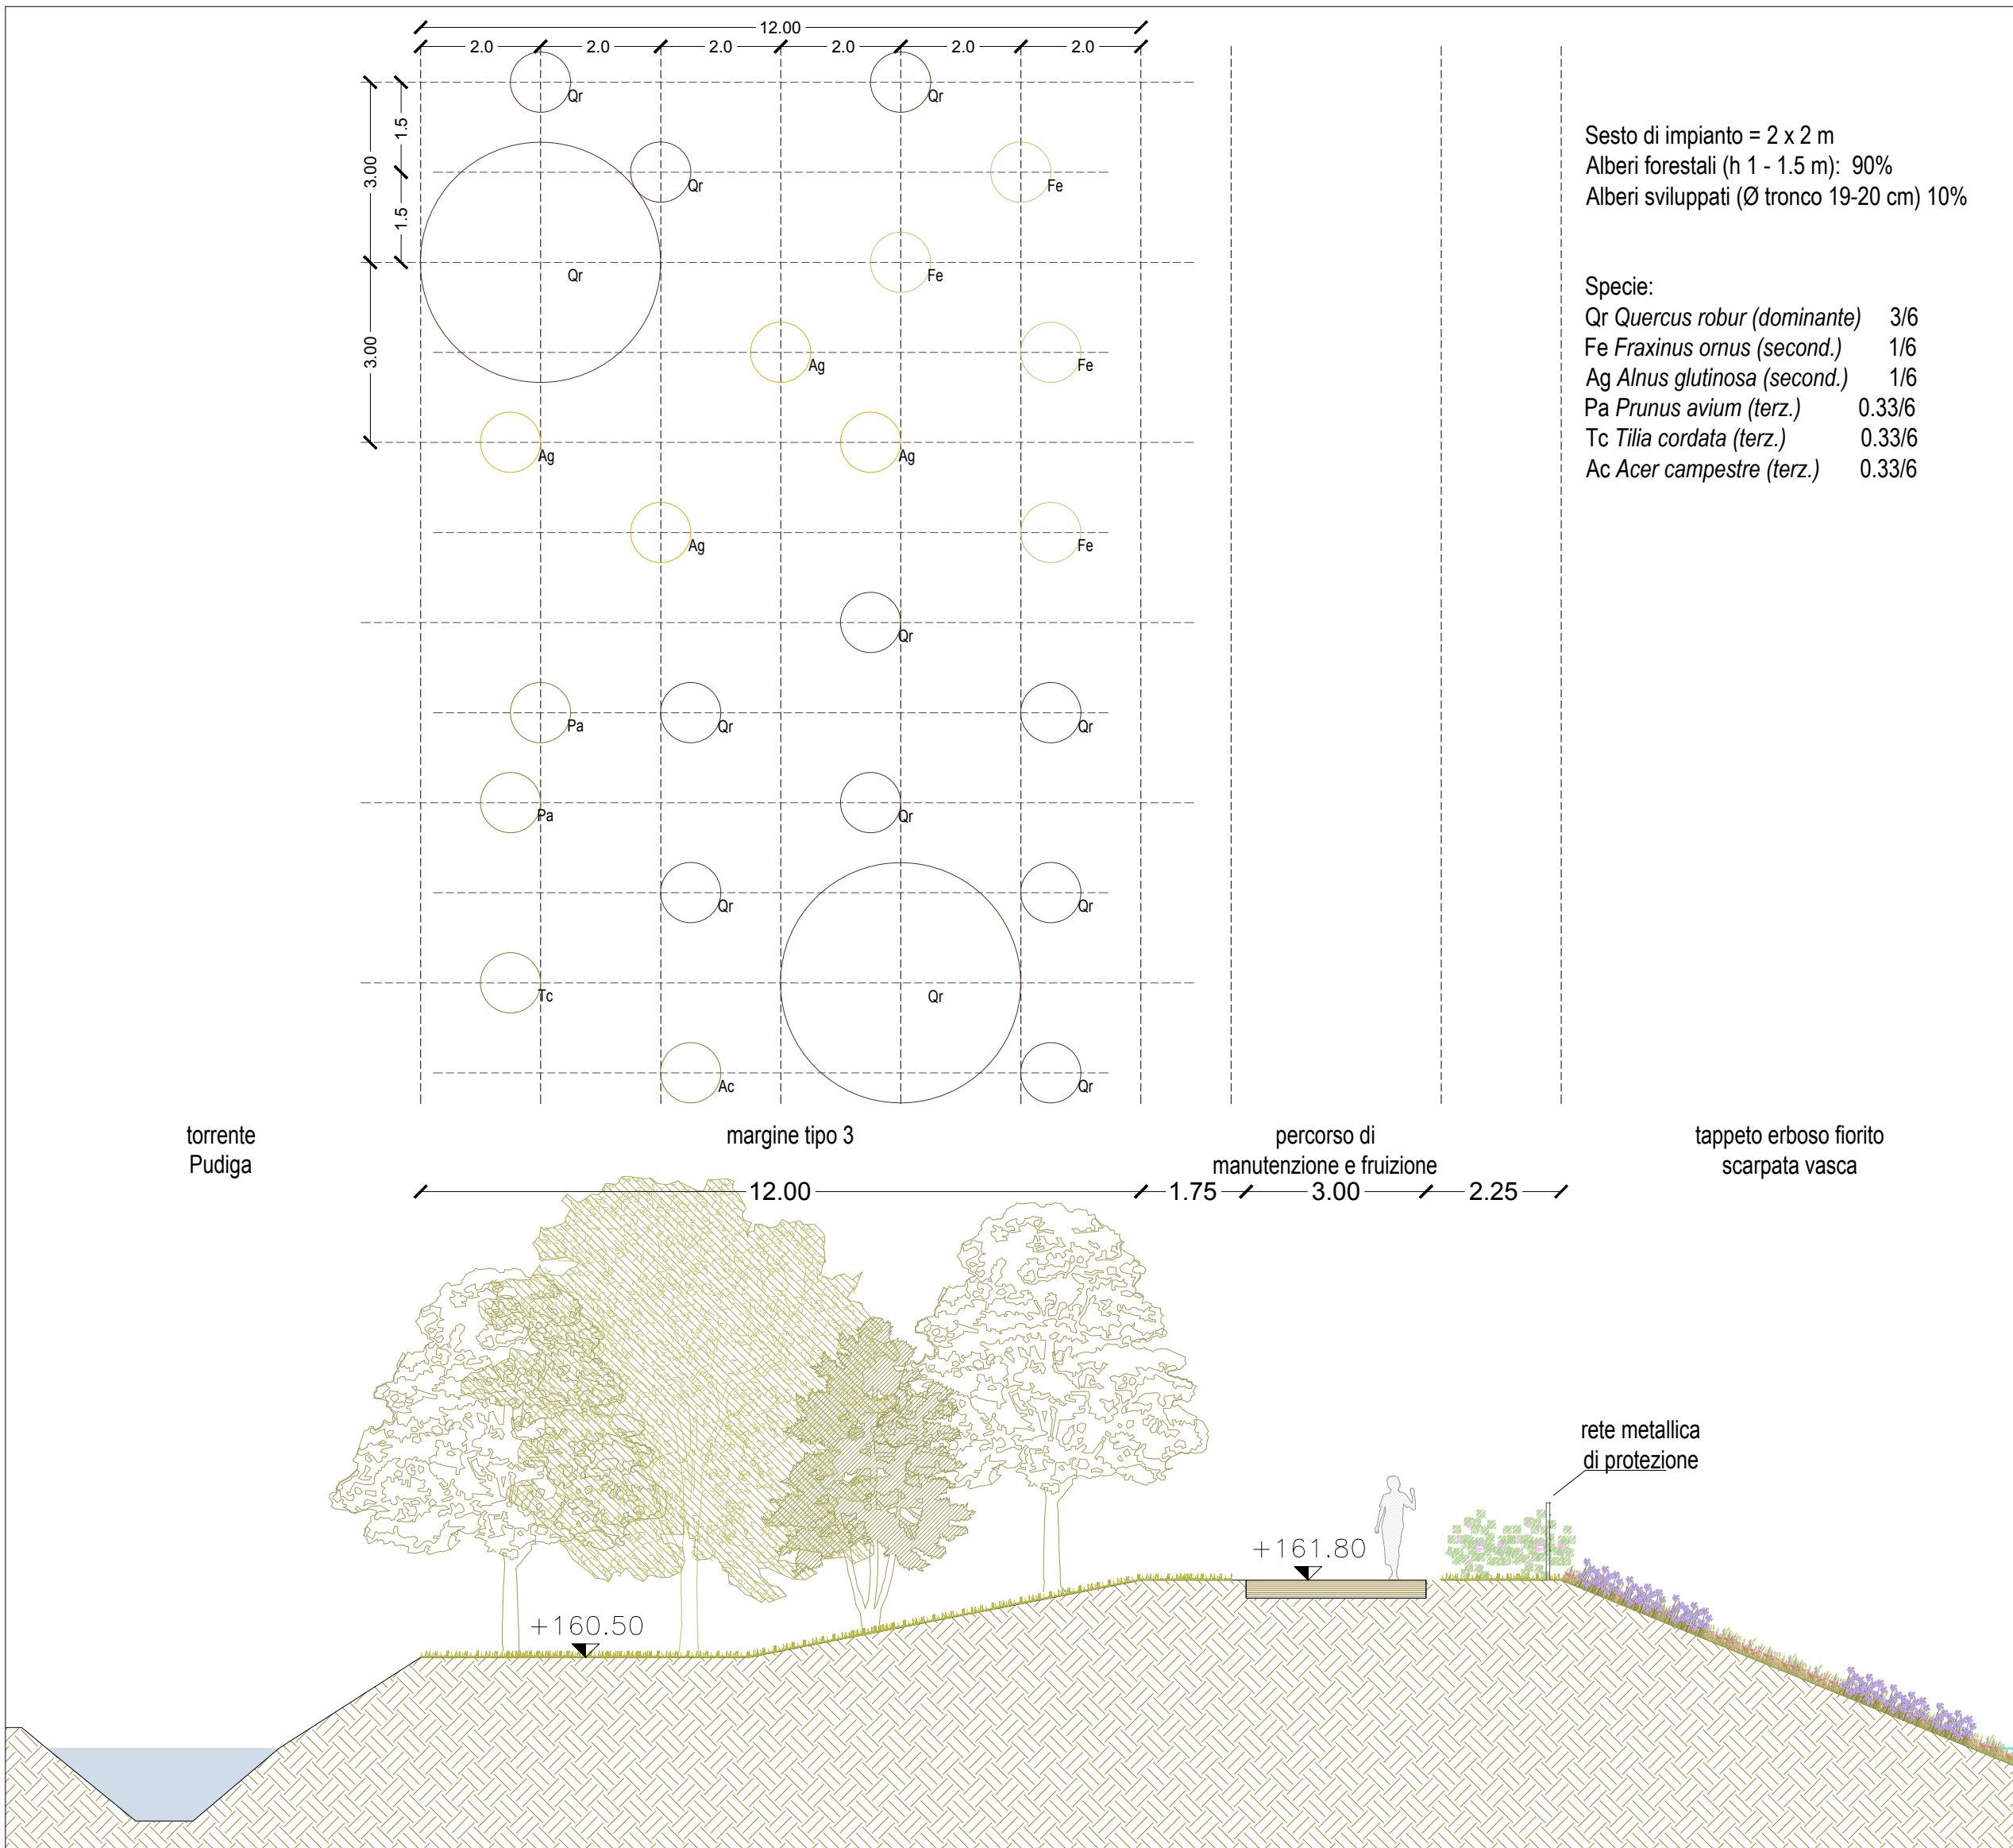 12.00
2.0 2.0 2.0 2.0 2.0 2.0
Qr Qr
1.5
3.00
Qr Fe
1.5
Qr Fe
3.00
Ag Fe
Ag Ag
Ag Fe
Qr
Pa Qr Qr
Pa Qr
Qr Qr
Tc Qr
Ac Qr
Sesto di impianto = 2 x 2 m
Alberi forestali (h 1 - 1.5 m): 90%
Alberi sviluppati (Ø tronco 19-20 cm) 10%
Specie:
Qr Quercus robur (dominante) 3/6
Fe Fraxinus ornus (second.) 1/6
Ag Alnus glutinosa (second.) 1/6
Pa Prunus avium (terz.) 0.33/6
Tc Tilia cordata (terz.) 0.33/6
Ac Acer campestre (terz.) 0.33/6
torrente
Pudiga
margine tipo 3
percorso di
manutenzione e fruizione
tappeto erboso fiorito
scarpata vasca
12.00 1.75 3.00 2.25
rete metallica
di protezione
+161.80
+160.50